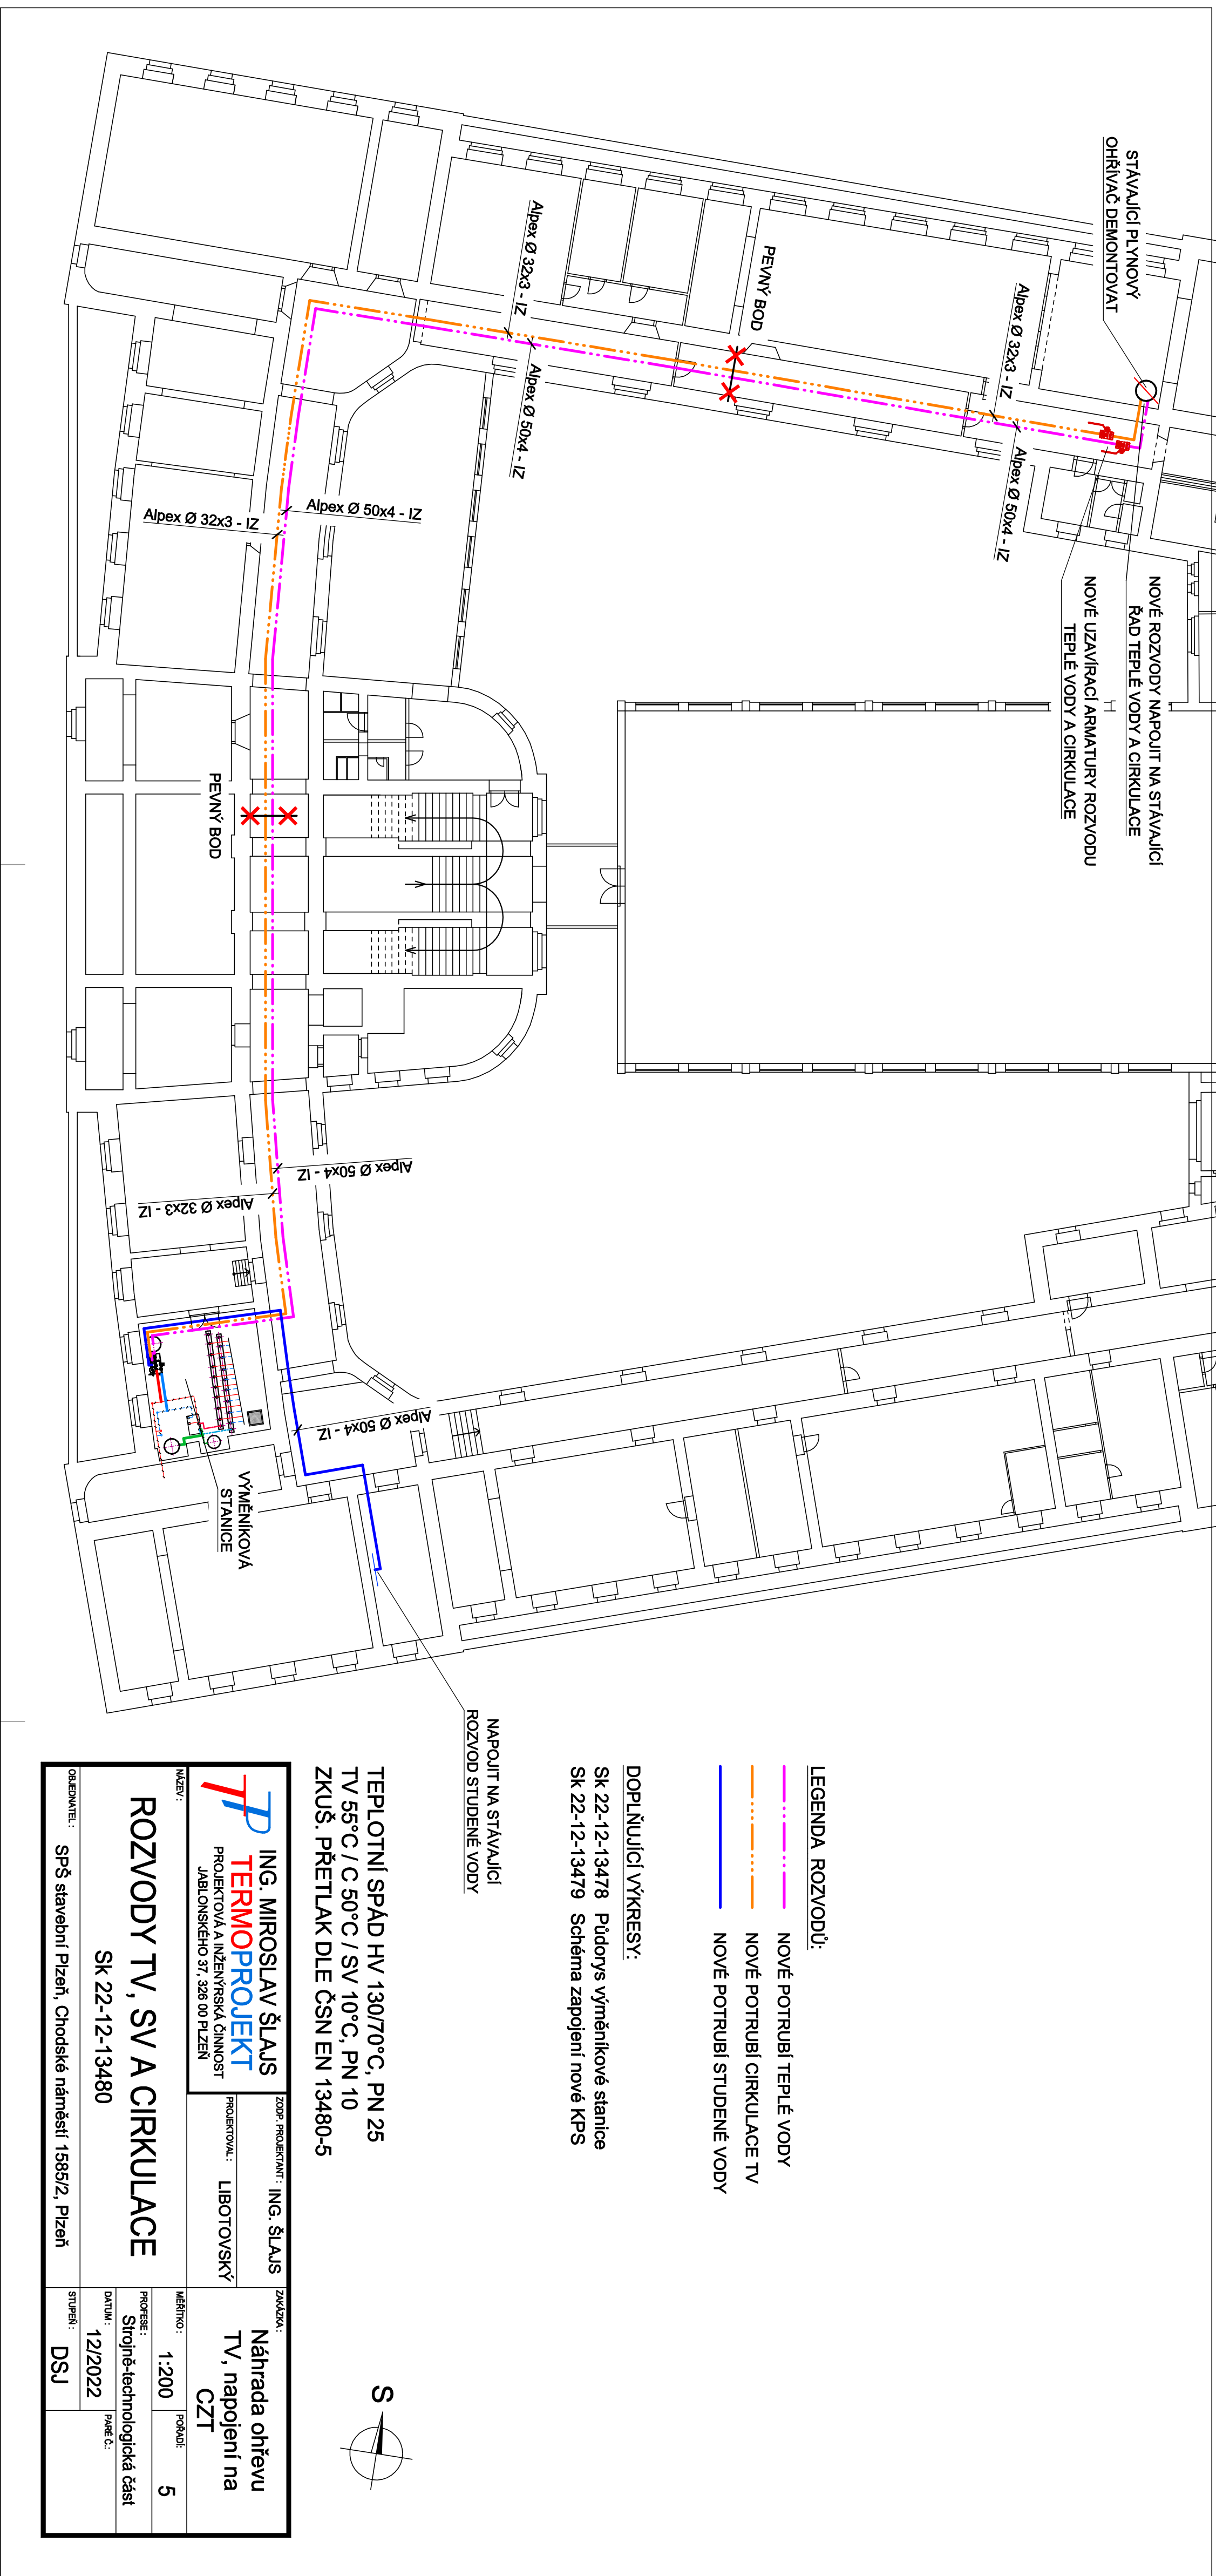 STÁVAJÍCÍ PLYNOVÝ
OHŘÍVAČ DEMONTOVAT
Alpex Ø 32x3 - IZ
PEVNÝ BOD
Alpex Ø 32x3 - IZ
Alpex Ø 50x4 - IZ
Alpex Ø 50x4 - IZ
NOVÉ ROZVODY NAPOJIT NA STÁVAJÍCÍ
ŘAD TEPLÉ VODY A CIRKULACE
NOVÉ UZAVÍRACÍ ARMATURY ROZVODU
TEPLÉ VODY A CIRKULACE
Alpex Ø 50x4 - IZ
Alpex Ø 32x3 - IZ
PEVNÝ BOD
Alpex Ø 50x4 - IZ
Alpex Ø 32x3 - IZ
Alpex Ø 50x4 - IZ
VÝMĚNÍKOVÁ
STANICE
NAPOJIT NA STÁVAJÍCÍ
ROZVOD STUDENÉ VODY
LEGENDA ROZVODŮ:
NOVÉ POTRUBÍ TEPLÉ VODY
NOVÉ POTRUBÍ CIRKULACE TV
NOVÉ POTRUBÍ STUDENÉ VODY
DOPLŇUJÍCÍ VÝKRESY:
Sk 22-12-13478 Půdorys výměníkové stanice
Sk 22-12-13479 Schéma zapojení nové KPS
TEPLOTNÍ SPÁD HV 130/70°C, PN 25
TV 55°C / C 50°C / SV 10°C, PN 10
ZKUŠ. PŘETLAK DLE ČSN EN 13480-5
S
TP
ING. MIROSLAV ŠLAJS
TERMOPROJEKT
PROJEKTOVÁ A INŽENÝRSKÁ ČINNOST
JABLONSKÉHO 37, 326 00 PLZEŇ
ZODP. PROJEKTANT: ING. ŠLAJS
PROJEKTOVAL: LIBOTOVSKÝ
ZAKÁZKA:
Náhrada ohřevu
TV, napojení na
CZT
NÁZEV:
ROZVODY TV, SV A CIRKULACE
Sk 22-12-13480
MĚŘÍTKO: 1:200
POŘADÍ: 5
PROFESE:
Strojně-technologická část
DATUM: 12/2022
PARÉ Č.:
OBJEDNATEL: SPŠ stavební Plzeň, Chodské náměstí 1585/2, Plzeň
STUPEŇ: DSJ